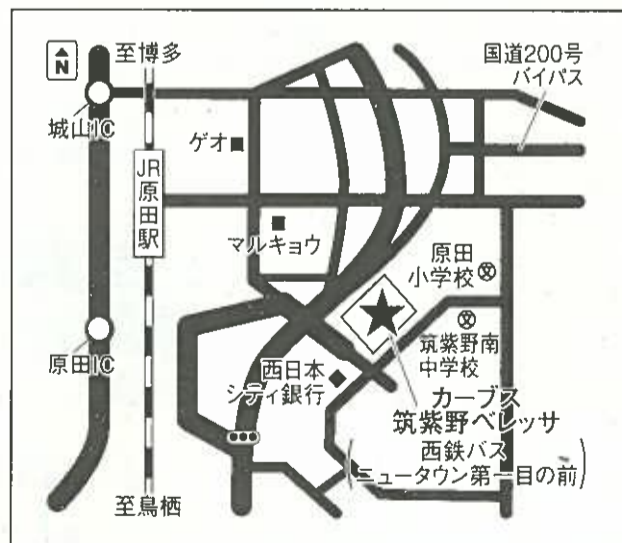 N
至博多
国道200号
バイパス
城山IC
ゲオ
JR原田駅
マルキョウ
原田
小学校
文
原田IC
文
筑紫野南
中学校
西日本
シティ銀行
カーブス
筑紫野ベレッサ
(西鉄バス
ニュータウン第一目の前)
至鳥栖